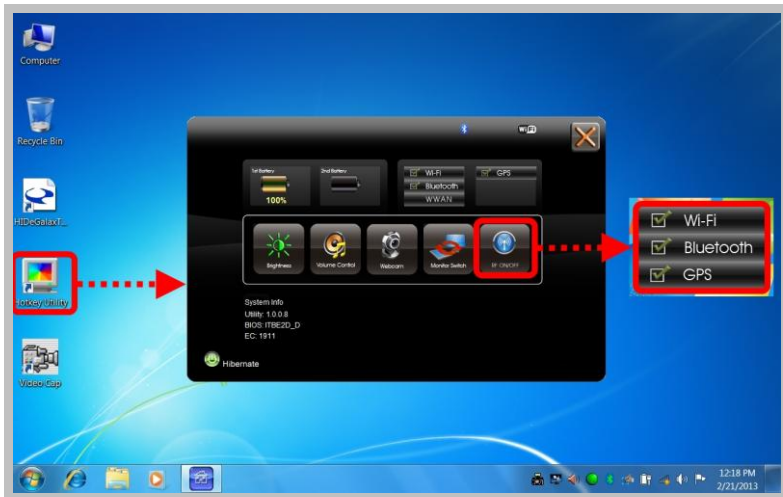 Computer
Recycle Bin
HIDeGalaxT...
Hotkey Utility
Video Cap
WiFi
1st Battery
2nd Battery
100%
Wi-Fi
Bluetooth
WWAN
GPS
Brightness
Volume Control
Webcam
Monitor Switch
RF ON/OFF
System Info
Utility: 1.0.0.8
BIOS: ITBE2D_D
EC: 1911
Hibernate
Wi-Fi
Bluetooth
GPS
12:18 PM
2/21/2013